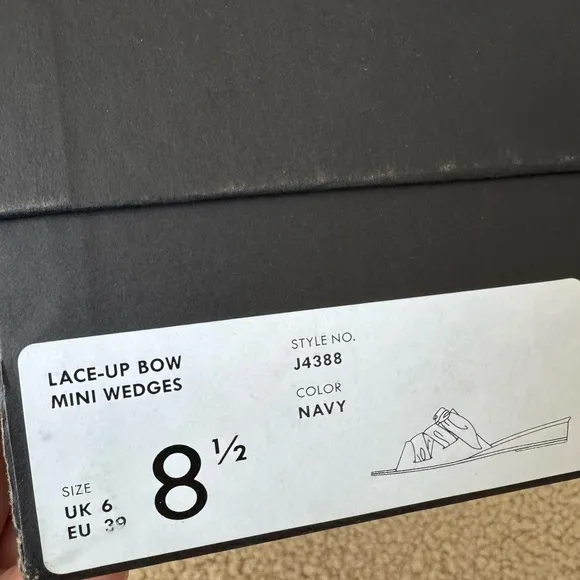 LACE-UP BOW
MINI WEDGES
STYLE NO.
J4388
COLOR
NAVY
SIZE
UK 6
EU 39
8 1/2